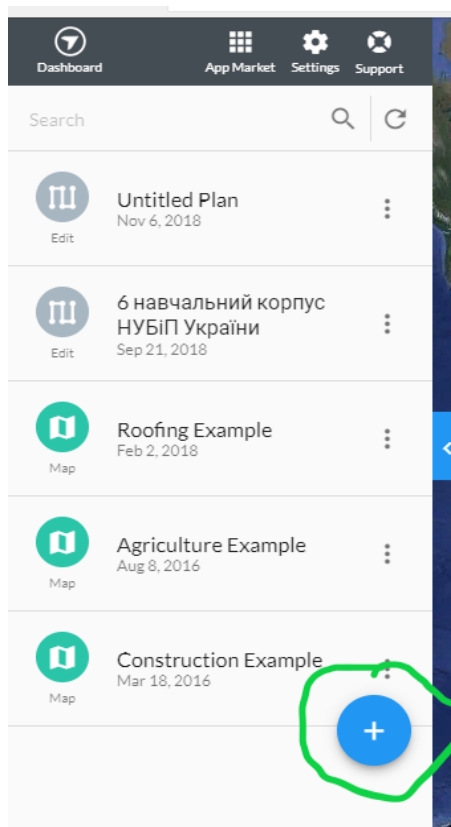 Dashboard
App Market
Settings
Support
Search
Untitled Plan
Nov 6, 2018
Edit
6 навчальний корпус
НУБіП України
Sep 21, 2018
Edit
Roofing Example
Feb 2, 2018
Map
Agriculture Example
Aug 8, 2016
Map
Construction Example
Mar 18, 2016
Map